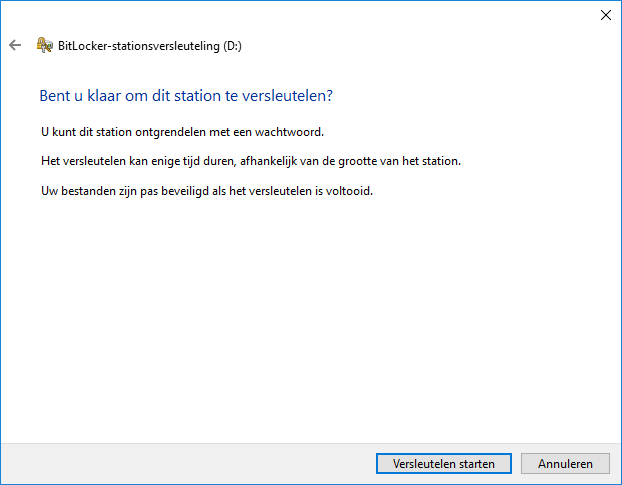 BitLocker-stationsversleuteling (D:)
Bent u klaar om dit station te versleutelen?
U kunt dit station ontgrendelen met een wachtwoord.
Het versleutelen kan enige tijd duren, afhankelijk van de grootte van het station.
Uw bestanden zijn pas beveiligd als het versleutelen is voltooid.
Versleutelen starten
Annuleren